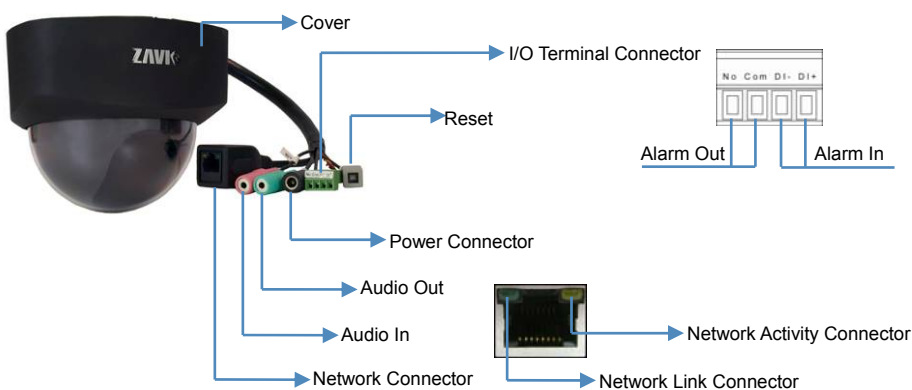 Cover
ZAVK
I/O Terminal Connector
No Com DI- DI+
Reset
Alarm Out
Alarm In
Power Connector
Audio Out
Audio In
Network Activity Connector
Network Connector
Network Link Connector